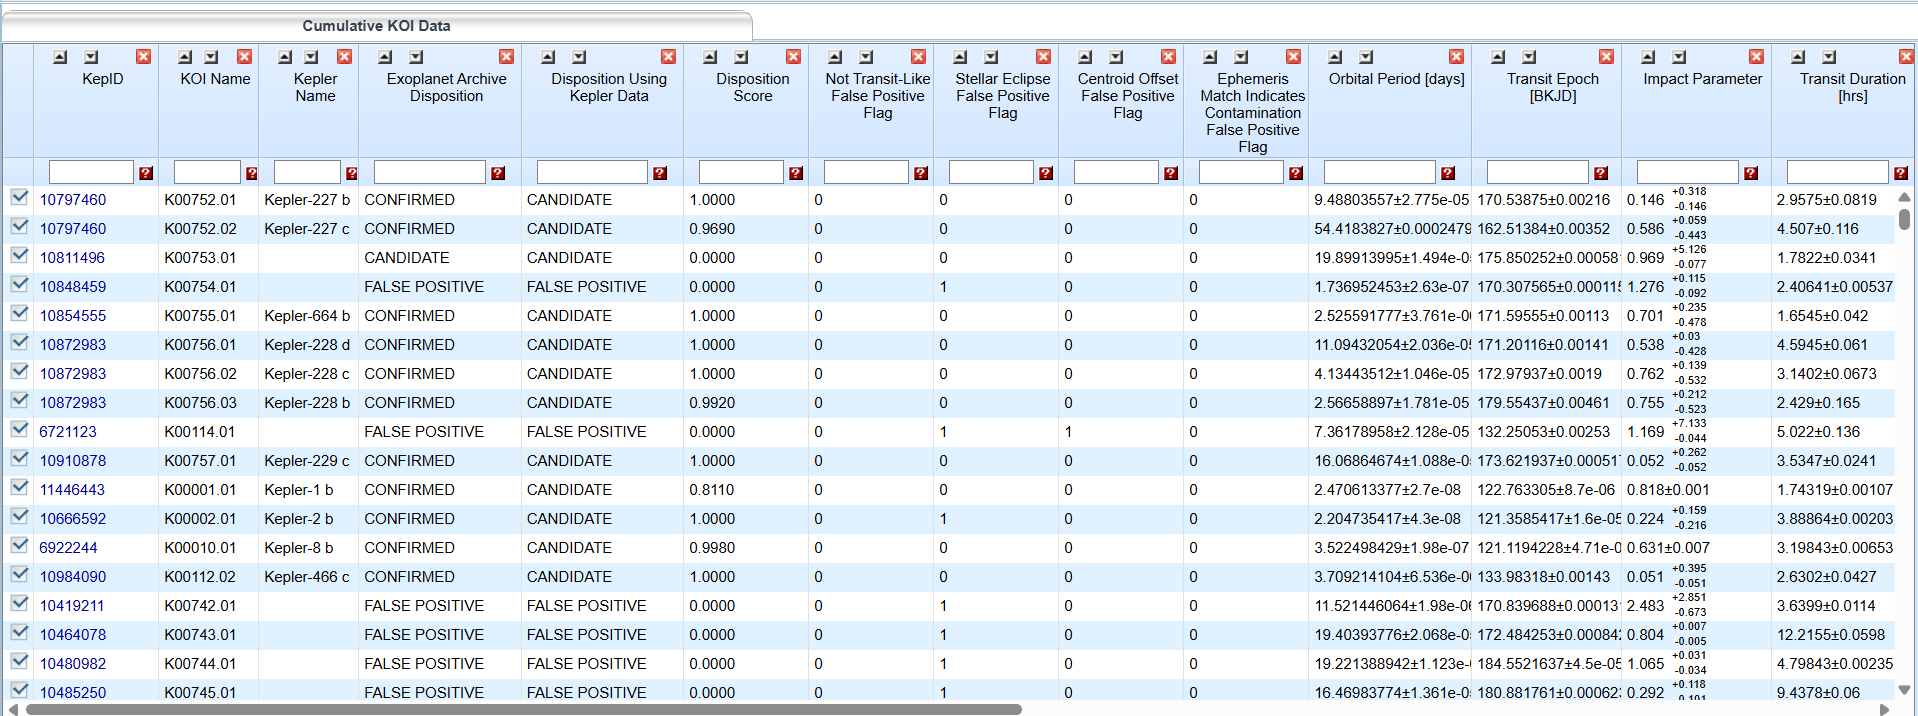 Cumulative KOI Data
KepID KOI Name Kepler Name Exoplanet Archive Disposition Disposition Using Kepler Data Disposition Score Not Transit-Like False Positive Flag Stellar Eclipse False Positive Flag Centroid Offset False Positive Flag Ephemeris Match Indicates Contamination False Positive Flag Orbital Period [days] Transit Epoch [BKJD] Impact Parameter Transit Duration [hrs]
10797460 K00752.01 Kepler-227 b CONFIRMED CANDIDATE 1.0000 0 0 0 0 9.48803557±2.775e-05 170.53875±0.00216 0.146 +0.318 -0.146 2.9575±0.0819
10797460 K00752.02 Kepler-227 c CONFIRMED CANDIDATE 0.9690 0 0 0 0 54.4183827±0.0002479 162.51384±0.00352 0.586 +0.059 -0.443 4.507±0.116
10811496 K00753.01 CANDIDATE CANDIDATE 0.0000 0 0 0 0 19.89913995±1.494e-05 175.850252±0.000581 0.969 +5.126 -0.077 1.7822±0.0341
10848459 K00754.01 FALSE POSITIVE FALSE POSITIVE 0.0000 0 1 0 0 1.736952453±2.63e-07 170.307565±0.000115 1.276 +0.115 -0.092 2.40641±0.00537
10854555 K00755.01 Kepler-664 b CONFIRMED CANDIDATE 1.0000 0 0 0 0 2.525591777±3.761e-0 171.59555±0.00113 0.701 +0.235 -0.478 1.6545±0.042
10872983 K00756.01 Kepler-228 d CONFIRMED CANDIDATE 1.0000 0 0 0 0 11.09432054±2.036e-05 171.20116±0.00141 0.538 +0.03 -0.428 4.5945±0.061
10872983 K00756.02 Kepler-228 c CONFIRMED CANDIDATE 1.0000 0 0 0 0 4.13443512±1.046e-05 172.97937±0.0019 0.762 +0.139 -0.532 3.1402±0.0673
10872983 K00756.03 Kepler-228 b CONFIRMED CANDIDATE 0.9920 0 0 0 0 2.56658897±1.781e-05 179.55437±0.00461 0.755 +0.212 -0.523 2.429±0.165
6721123 K00114.01 FALSE POSITIVE FALSE POSITIVE 0.0000 0 1 1 0 7.36178958±2.128e-05 132.25053±0.00253 1.169 +7.133 -0.044 5.022±0.136
10910878 K00757.01 Kepler-229 c CONFIRMED CANDIDATE 1.0000 0 0 0 0 16.06864674±1.088e-05 173.621937±0.000517 0.052 +0.262 -0.052 3.5347±0.0241
11446443 K00001.01 Kepler-1 b CONFIRMED CANDIDATE 0.8110 0 0 0 0 2.470613377±2.7e-08 122.763305±8.7e-06 0.818±0.001 1.74319±0.00107
10666592 K00002.01 Kepler-2 b CONFIRMED CANDIDATE 1.0000 0 1 0 0 2.204735417±4.3e-08 121.3585417±1.6e-05 0.224 +0.159 -0.216 3.88864±0.00203
6922244 K00010.01 Kepler-8 b CONFIRMED CANDIDATE 0.9980 0 0 0 0 3.522498429±1.98e-07 121.1194228±4.71e-0 0.631±0.007 3.19843±0.00653
10984090 K00112.02 Kepler-466 c CONFIRMED CANDIDATE 1.0000 0 0 0 0 3.709214104±6.536e-0 133.98318±0.00143 0.051 +0.395 -0.051 2.6302±0.0427
10419211 K00742.01 FALSE POSITIVE FALSE POSITIVE 0.0000 0 1 0 0 11.521446064±1.98e-0 170.839688±0.000131 2.483 +2.851 -0.673 3.6399±0.0114
10464078 K00743.01 FALSE POSITIVE FALSE POSITIVE 0.0000 0 1 0 0 19.40393776±2.068e-05 172.484253±0.000842 0.804 +0.007 -0.005 12.2155±0.0598
10480982 K00744.01 FALSE POSITIVE FALSE POSITIVE 0.0000 0 1 0 0 19.221388942±1.123e- 184.5521637±4.5e-05 1.065 +0.031 -0.034 4.79843±0.00235
10485250 K00745.01 FALSE POSITIVE FALSE POSITIVE 0.0000 0 1 0 0 16.46983774±1.361e-05 180.881761±0.000623 0.292 +0.118 9.4378±0.06